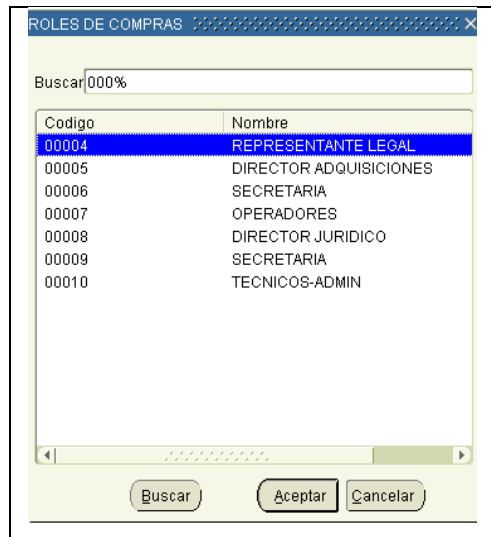 ROLES DE COMPRAS
Buscar 000%
Codigo Nombre
00004 REPRESENTANTE LEGAL
00005 DIRECTOR ADQUISICIONES
00006 SECRETARIA
00007 OPERADORES
00008 DIRECTOR JURIDICO
00009 SECRETARIA
00010 TECNICOS-ADMIN
Buscar Aceptar Cancelar